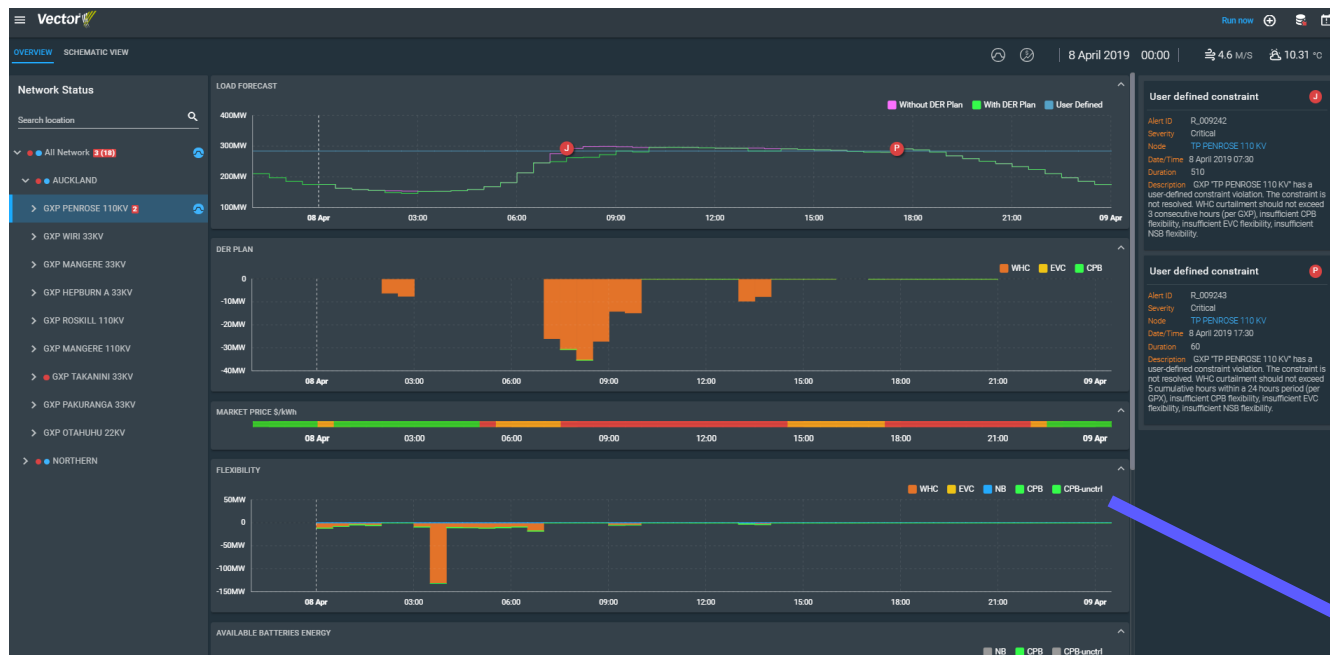 Vector
Run now
OVERVIEW SCHEMATIC VIEW
8 April 2019 00:00 4.6 M/S 10.31 °C
Network Status
Search location
All Network 3 (18)
AUCKLAND
GXP PENROSE 110KV 2
GXP WIRI 33KV
GXP MANGERE 33KV
GXP HEPBURN A 33KV
GXP ROSKILL 110KV
GXP MANGERE 110KV
GXP TAKANINI 33KV
GXP PAKURANGA 33KV
GXP OTAHUHU 22KV
NORTHERN
LOAD FORECAST
Without DER Plan With DER Plan User Defined
400MW
300MW
200MW
100MW
J P
08 Apr 03:00 06:00 09:00 12:00 15:00 18:00 21:00 09 Apr
DER PLAN
WHC EVC CPB
0
-10MW
-20MW
-30MW
-40MW
08 Apr 03:00 06:00 09:00 12:00 15:00 18:00 21:00 09 Apr
MARKET PRICE $/kWh
08 Apr 03:00 06:00 09:00 12:00 15:00 18:00 21:00 09 Apr
FLEXIBILITY
WHC EVC NB CPB CPB-unctrl
50MW
0
-50MW
-100MW
-150MW
08 Apr 03:00 06:00 09:00 12:00 15:00 18:00 21:00 09 Apr
AVAILABLE BATTERIES ENERGY
NB CPB CPB-unctrl
User defined constraint J
Alert ID R_009242
Severity Critical
Node TP PENROSE 110 KV
Date/Time 8 April 2019 07:30
Duration 510
Description GXP "TP PENROSE 110 KV" has a
user-defined constraint violation. The constraint is
not resolved. WHC curtailment should not exceed
3 consecutive hours (per GXP), insufficient CPB
flexibility, insufficient EVC flexibility, insufficient
NSB flexibility.
User defined constraint P
Alert ID R_009243
Severity Critical
Node TP PENROSE 110 KV
Date/Time 8 April 2019 17:30
Duration 60
Description GXP "TP PENROSE 110 KV" has a
user-defined constraint violation. The constraint is
not resolved. WHC curtailment should not exceed
5 cumulative hours within a 24 hours period (per
GPX), insufficient CPB flexibility, insufficient EVC
flexibility, insufficient NSB flexibility.